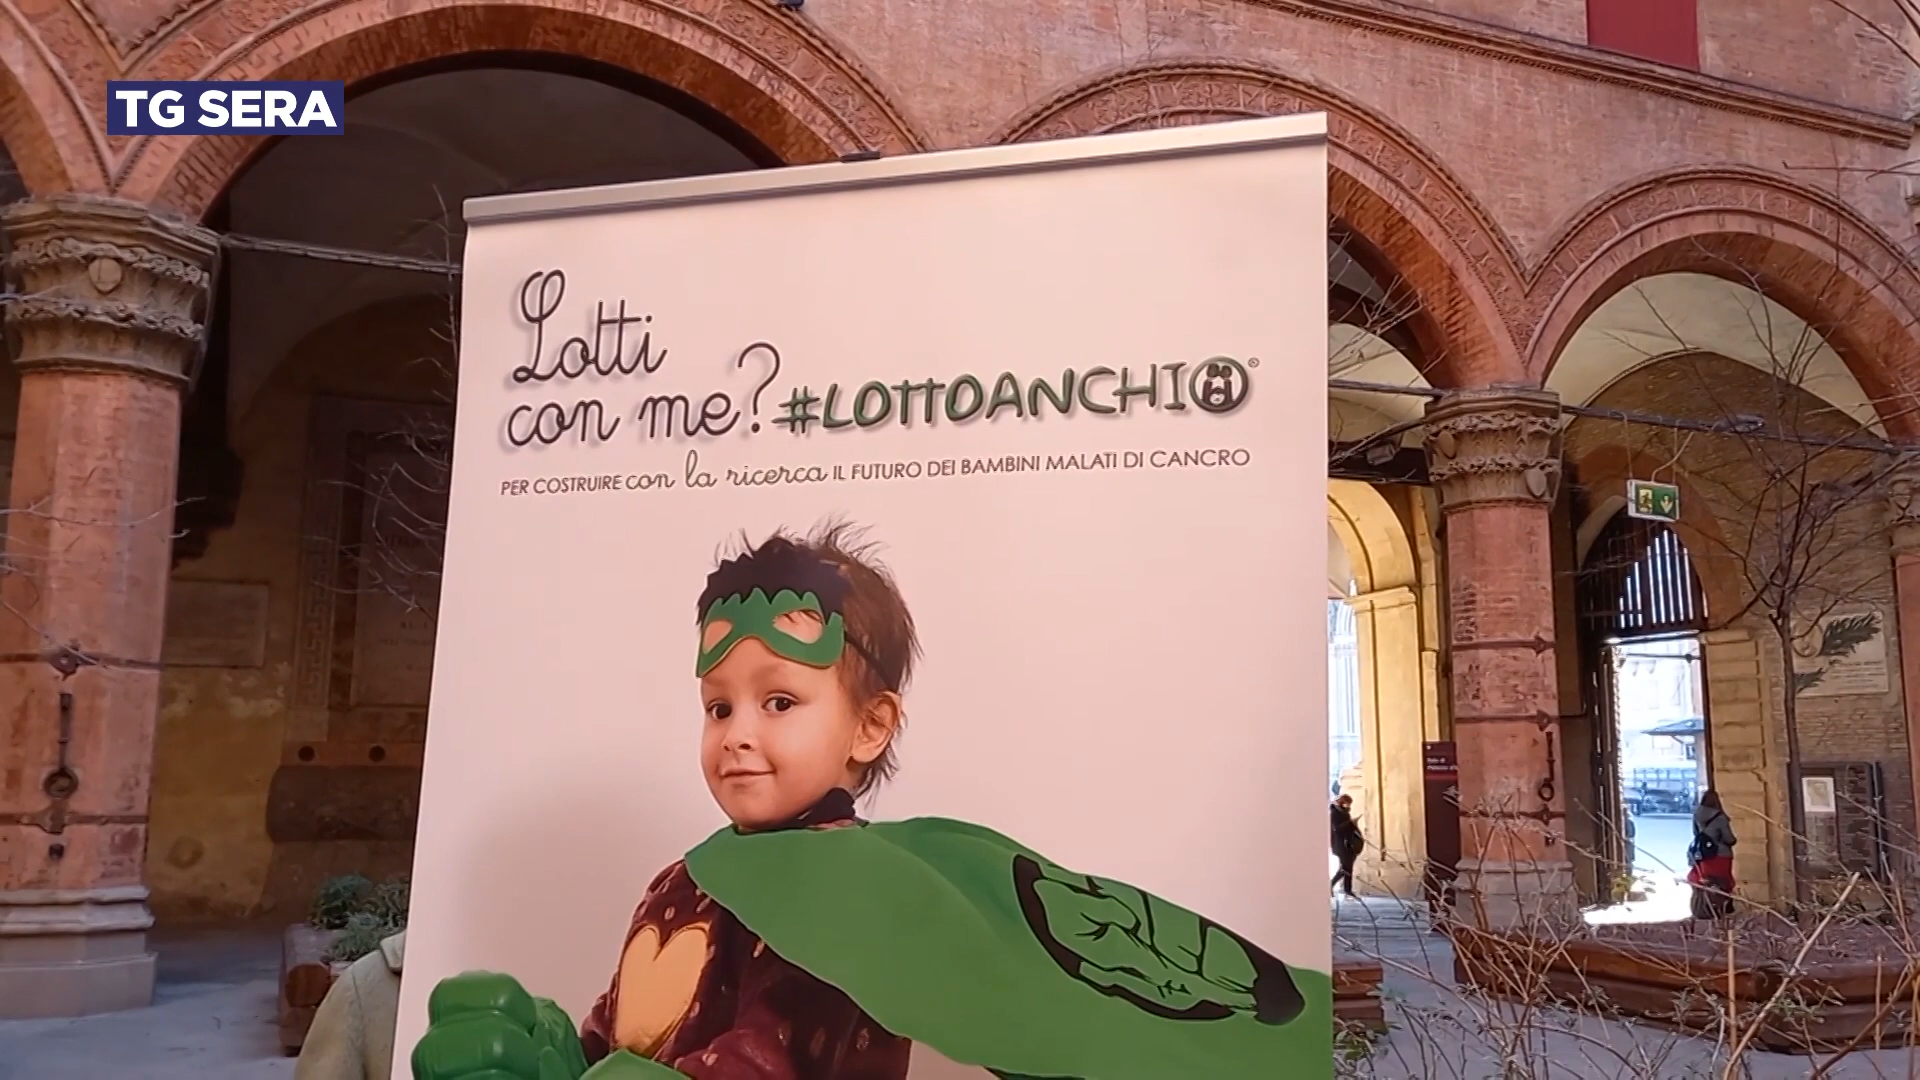 TG SERA
Lotti
con me? #LOTTOANCHIO®
PER COSTRUIRE con la ricerca IL FUTURO DEI BAMBINI MALATI DI CANCRO